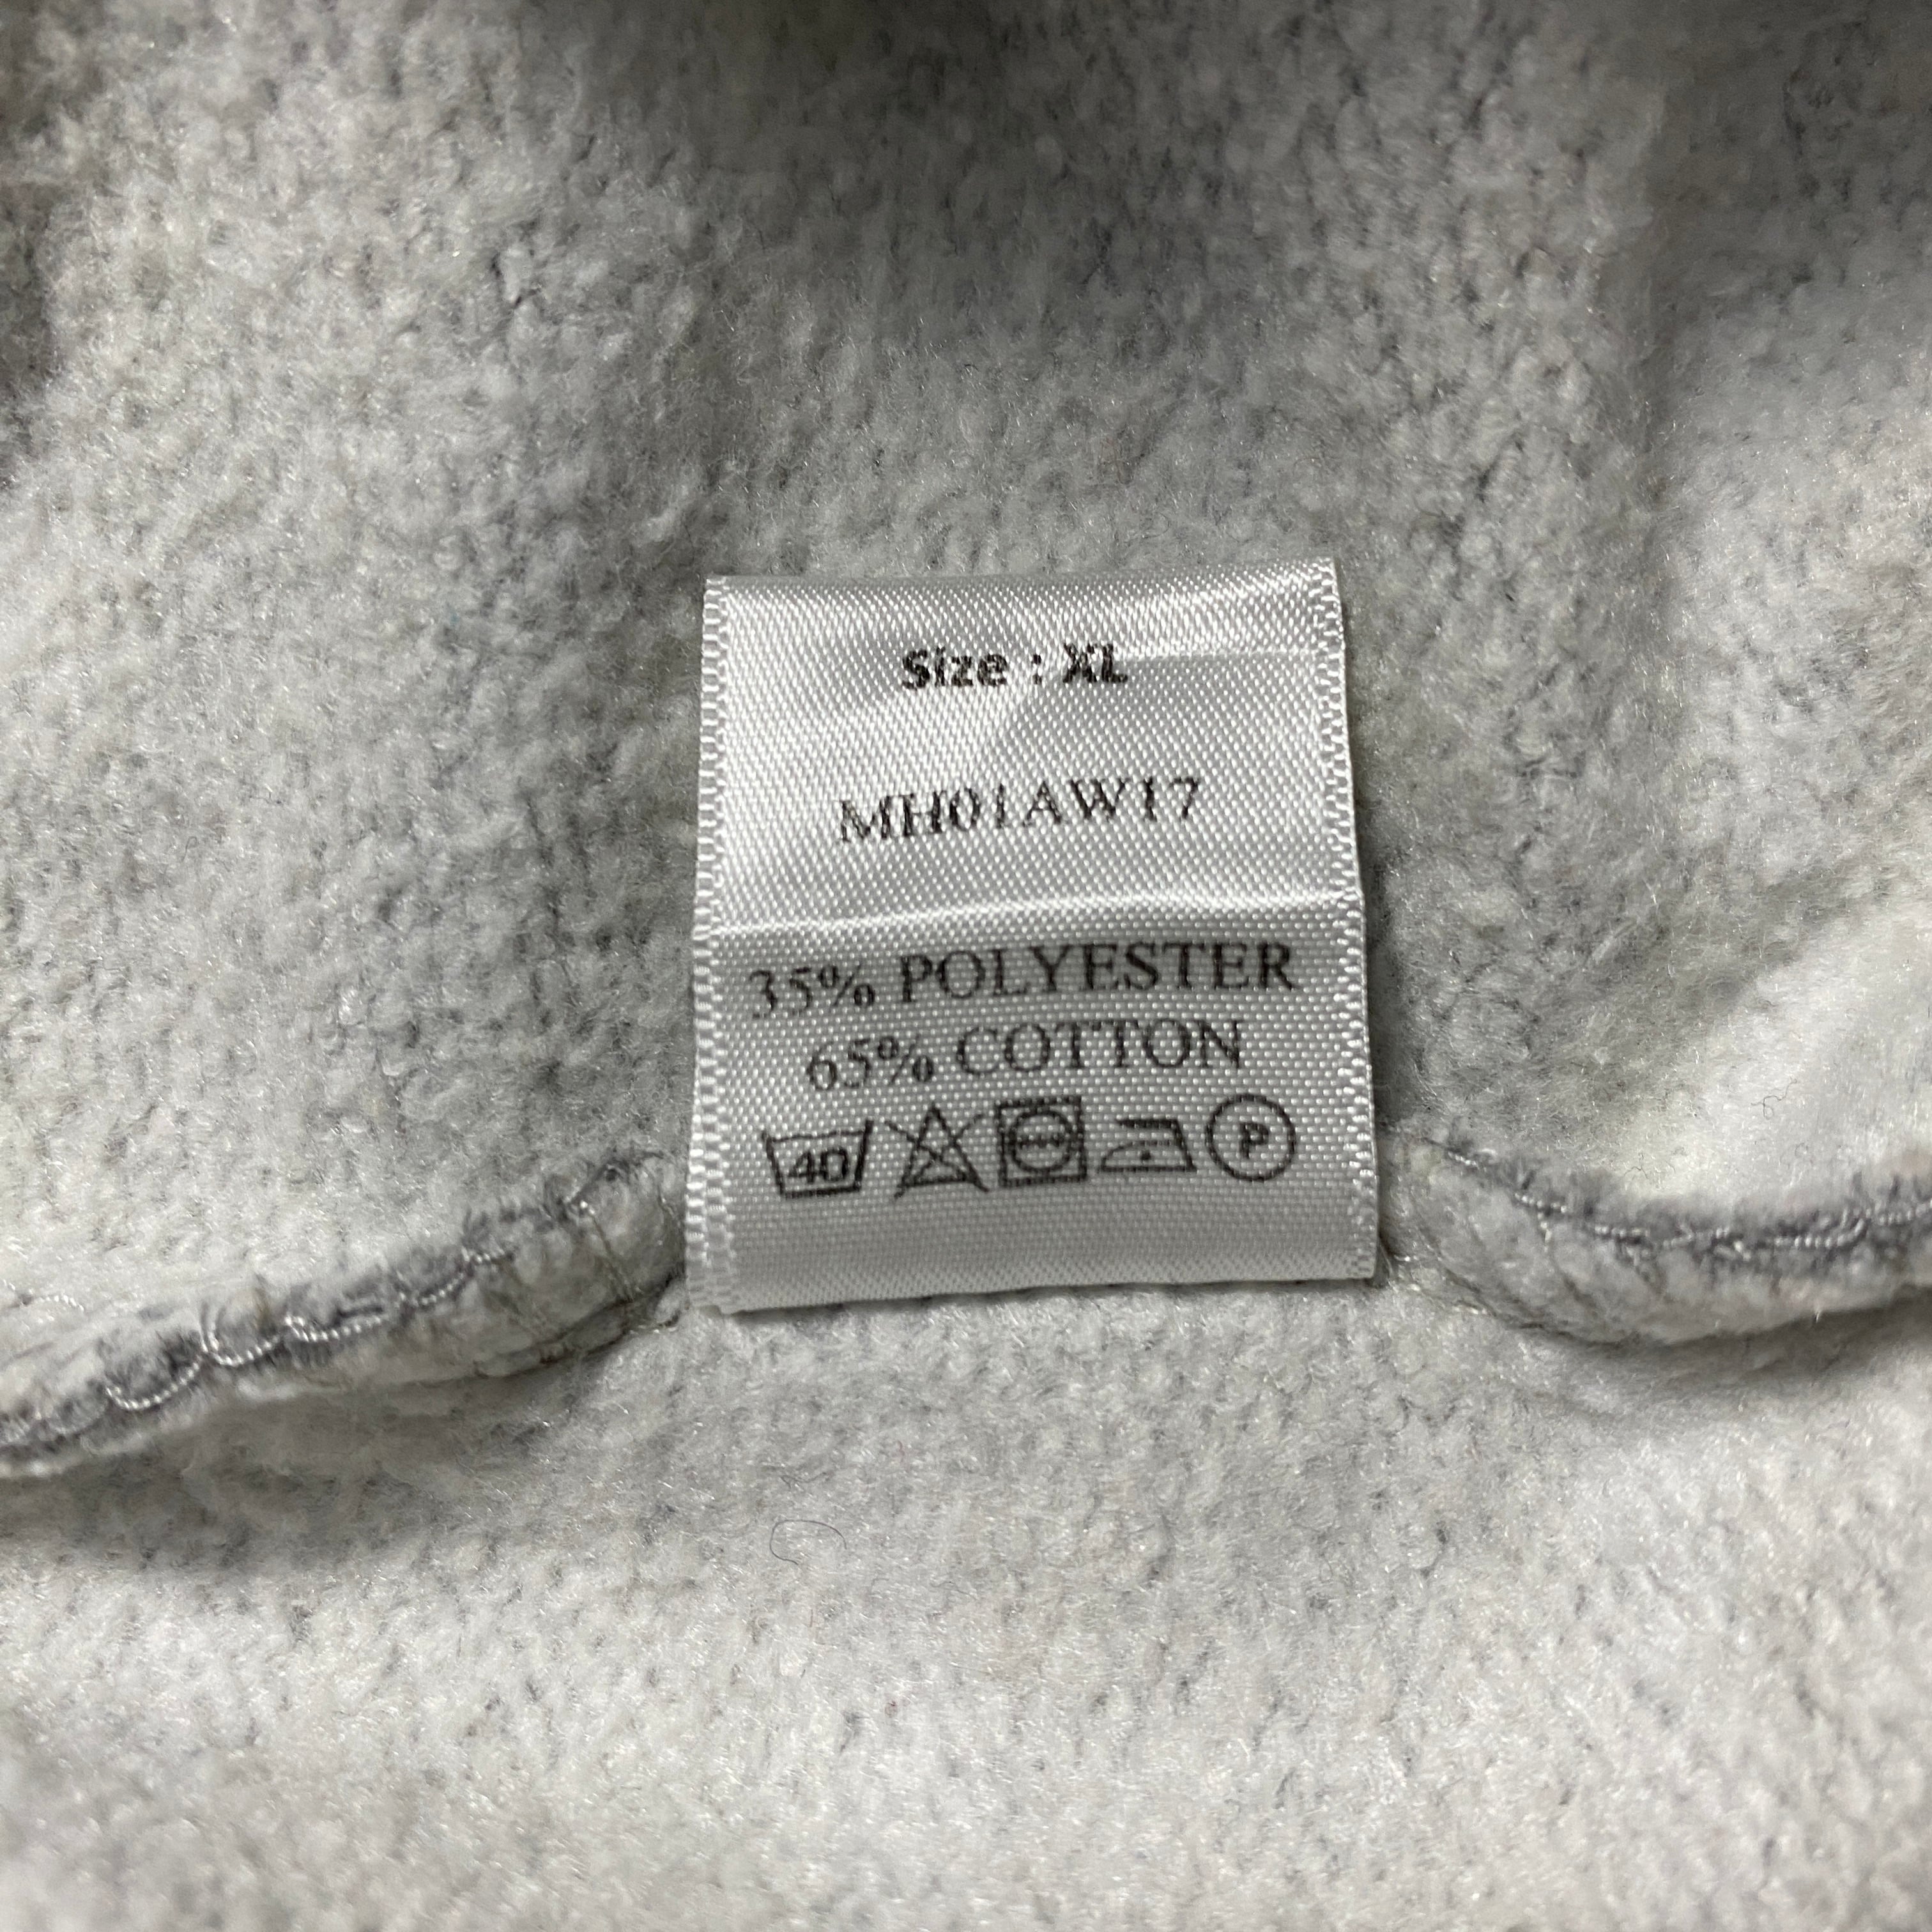 Size : XL
MH01AW17
35% POLYESTER
65% COTTON
40 P